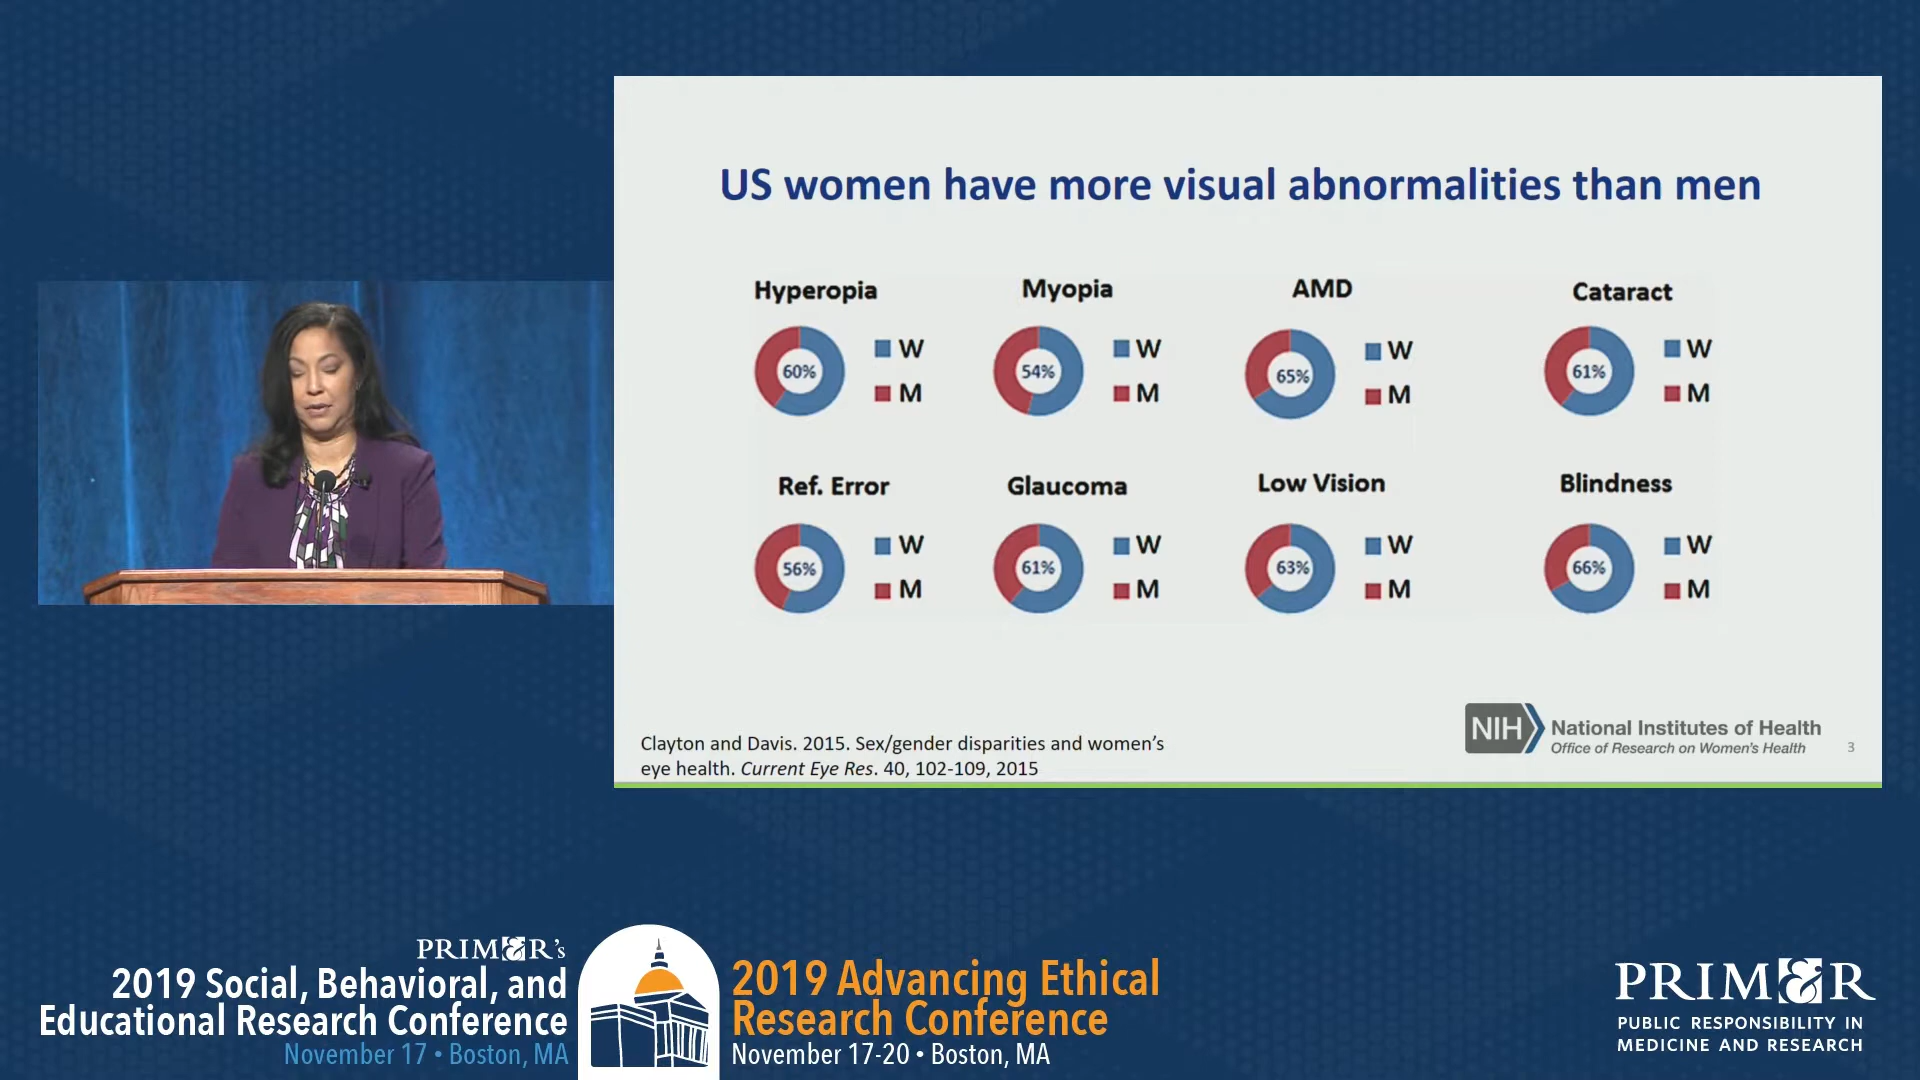 US women have more visual abnormalities than men
Hyperopia
60%
W
M
Myopia
54%
W
M
AMD
65%
W
M
Cataract
61%
W
M
Ref. Error
56%
W
M
Glaucoma
61%
W
M
Low Vision
63%
W
M
Blindness
66%
W
M
Clayton and Davis. 2015. Sex/gender disparities and women's
eye health. Current Eye Res. 40, 102-109, 2015
NIH
National Institutes of Health
Office of Research on Women's Health
3
PRIM&R's
2019 Social, Behavioral, and
Educational Research Conference
November 17 • Boston, MA
2019 Advancing Ethical
Research Conference
November 17-20 • Boston, MA
PRIM&R
PUBLIC RESPONSIBILITY IN
MEDICINE AND RESEARCH